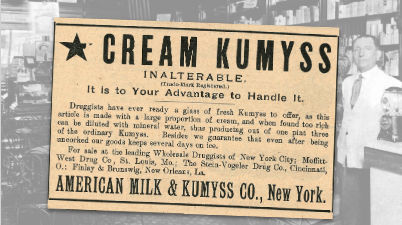 CREAM KUMYSS
INALTERABLE.
(Trade-Mark Registered.)
It is to Your Advantage to Handle It.
Druggists have ever ready a glass of fresh Kumyss to offer, as this
article is made with a large proportion of cream, and when found too rich
can be diluted with mineral water, thus producing out of one pint three
of the ordinary Kumyss. Besides we guarantee that even after being
uncorked our goods keeps several days on ice.
For sale at the leading Wholesale Druggists of New York City; Moffitt-
West Drug Co., St. Louis, Mo.; The Stein-Vogeler Drug Co., Cincinnati,
O.; Finlay & Brunswig, New Orleans, La.
AMERICAN MILK & KUMYSS CO., New York.